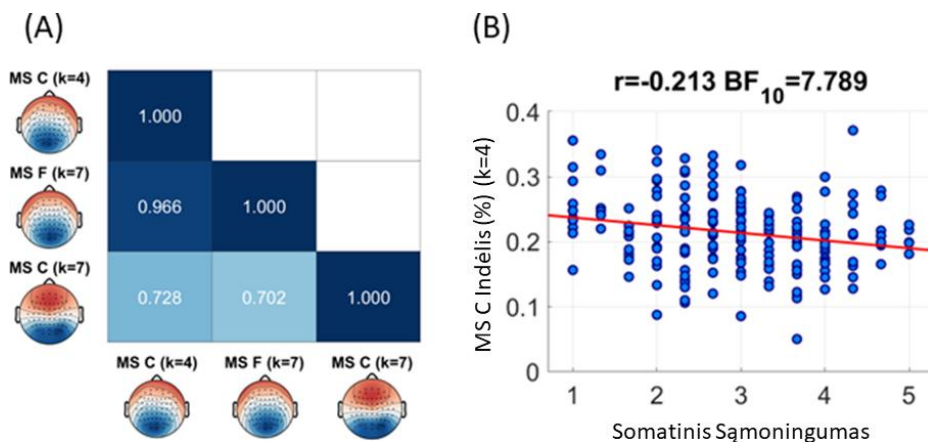 (A)
MS C (k=4)
1.000
MS F (k=7)
0.966 1.000
MS C (k=7)
0.728 0.702 1.000
MS C (k=4) MS F (k=7) MS C (k=7)
(B)
r=-0.213 BF10=7.789
MS C Indėlis (%) (k=4)
0.4
0.3
0.2
0.1
0
1 2 3 4 5
Somatinis Sąmoningumas